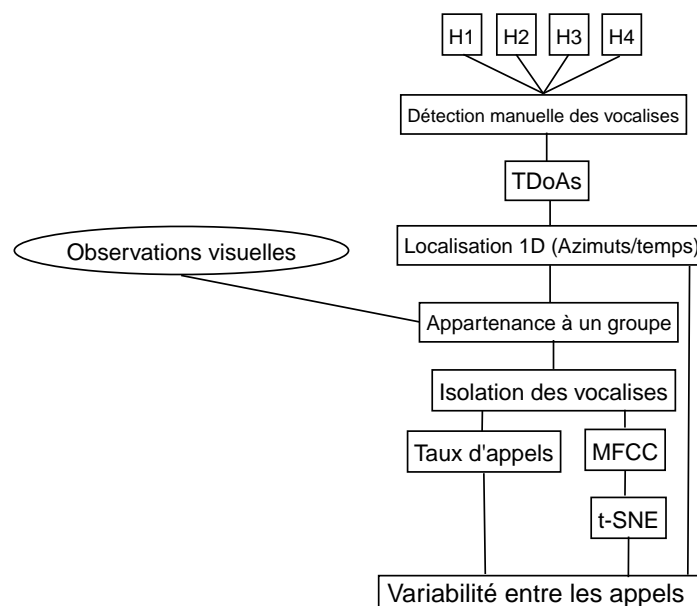 H1 H2 H3 H4
Détection manuelle des vocalises
TDoAs
Observations visuelles
Localisation 1D (Azimuts/temps)
Appartenance à un groupe
Isolation des vocalises
Taux d'appels
MFCC
t-SNE
Variabilité entre les appels